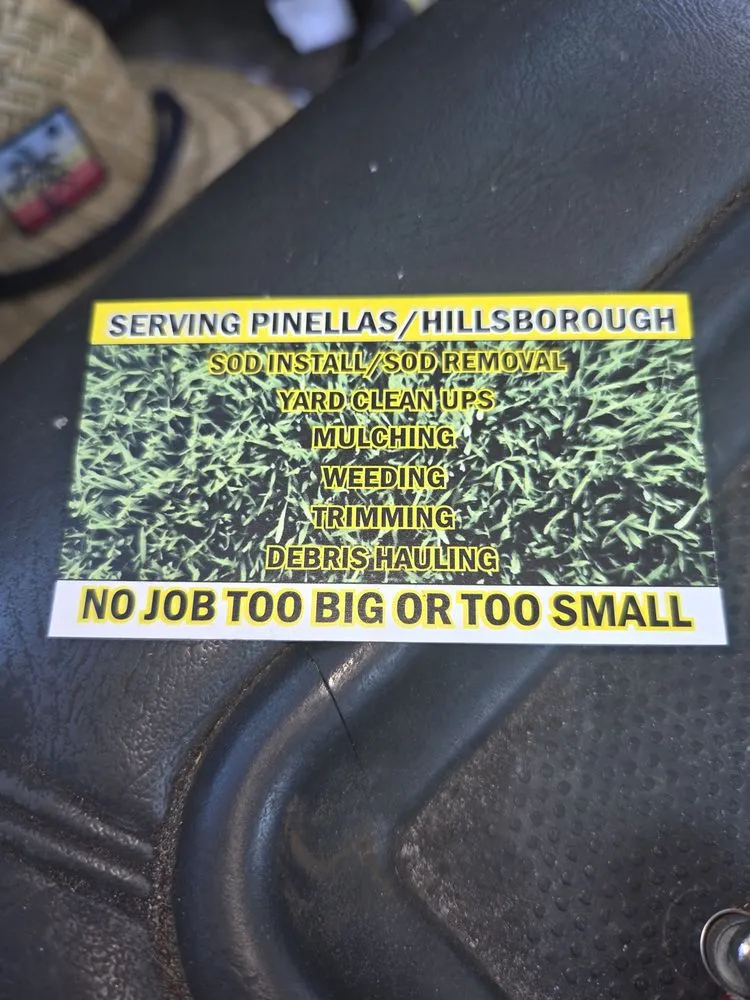 SERVING PINELLAS/HILLSBOROUGH
SOD INSTALL/SOD REMOVAL
YARD CLEAN UPS
MULCHING
WEEDING
TRIMMING
DEBRIS HAULING
NO JOB TOO BIG OR TOO SMALL